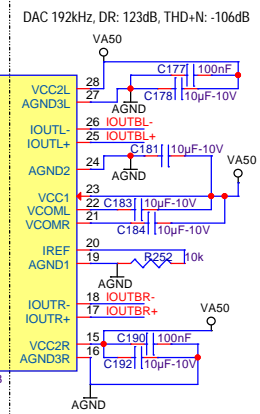 DAC 192kHz, DR: 123dB, THD+N: -106dB
VA50
C177 100nF
VCC2L 28
AGND3L 27
C178 10µF-10V
AGND
IOUTL- 26 IOUTBL-
IOUTL+ 25 IOUTBL+
C181 10µF-10V
AGND2 24
AGND
VA50
VCC1 23
VCOML 22 C183 10µF-10V
VCOMR 21
C184 10µF-10V
IREF 20
AGND1 19 R252 10k
AGND
IOUTR- 18 IOUTBR-
IOUTR+ 17 IOUTBR+
VA50
VCC2R 15 C190 100nF
AGND3R 16
C192 10µF-10V
AGND